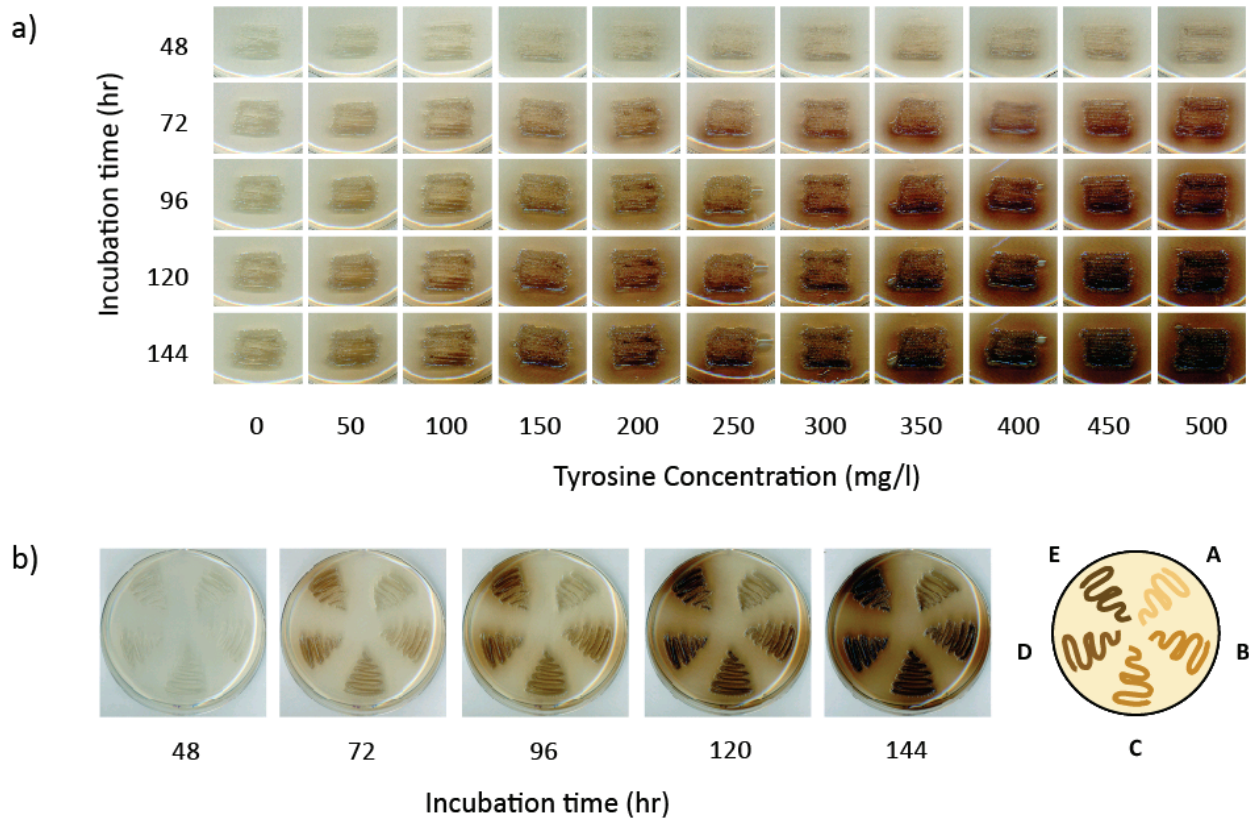 a)
Incubation time (hr)
48
72
96
120
144
0 50 100 150 200 250 300 350 400 450 500
Tyrosine Concentration (mg/l)
b)
E A
D B
C
48 72 96 120 144
Incubation time (hr)